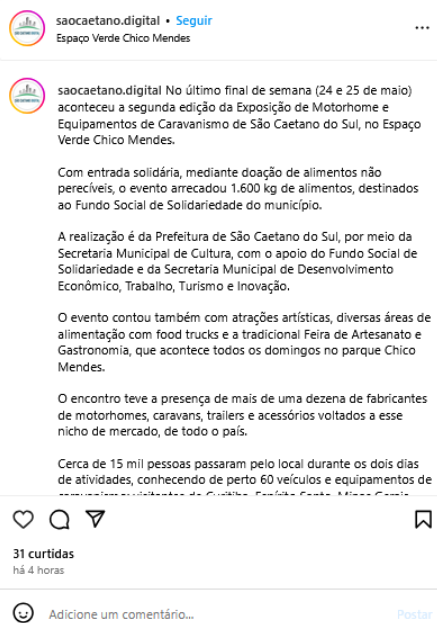 saocaetano.digital • Seguir
Espaço Verde Chico Mendes
saocaetano.digital No último final de semana (24 e 25 de maio)
aconteceu a segunda edição da Exposição de Motorhome e
Equipamentos de Caravanismo de São Caetano do Sul, no Espaço
Verde Chico Mendes.
Com entrada solidária, mediante doação de alimentos não
perecíveis, o evento arrecadou 1.600 kg de alimentos, destinados
ao Fundo Social de Solidariedade do município.
A realização é da Prefeitura de São Caetano do Sul, por meio da
Secretaria Municipal de Cultura, com o apoio do Fundo Social de
Solidariedade e da Secretaria Municipal de Desenvolvimento
Econômico, Trabalho, Turismo e Inovação.
O evento contou também com atrações artísticas, diversas áreas de
alimentação com food trucks e a tradicional Feira de Artesanato e
Gastronomia, que acontece todos os domingos no parque Chico
Mendes.
O encontro teve a presença de mais de uma dezena de fabricantes
de motorhomes, caravans, trailers e acessórios voltados a esse
nicho de mercado, de todo o país.
Cerca de 15 mil pessoas passaram pelo local durante os dois dias
de atividades, conhecendo de perto 60 veículos e equipamentos de
caravanismo; visitantes de Curitiba, Espírito Santo, Minas Gerais
31 curtidas
há 4 horas
Adicione um comentário...
Postar